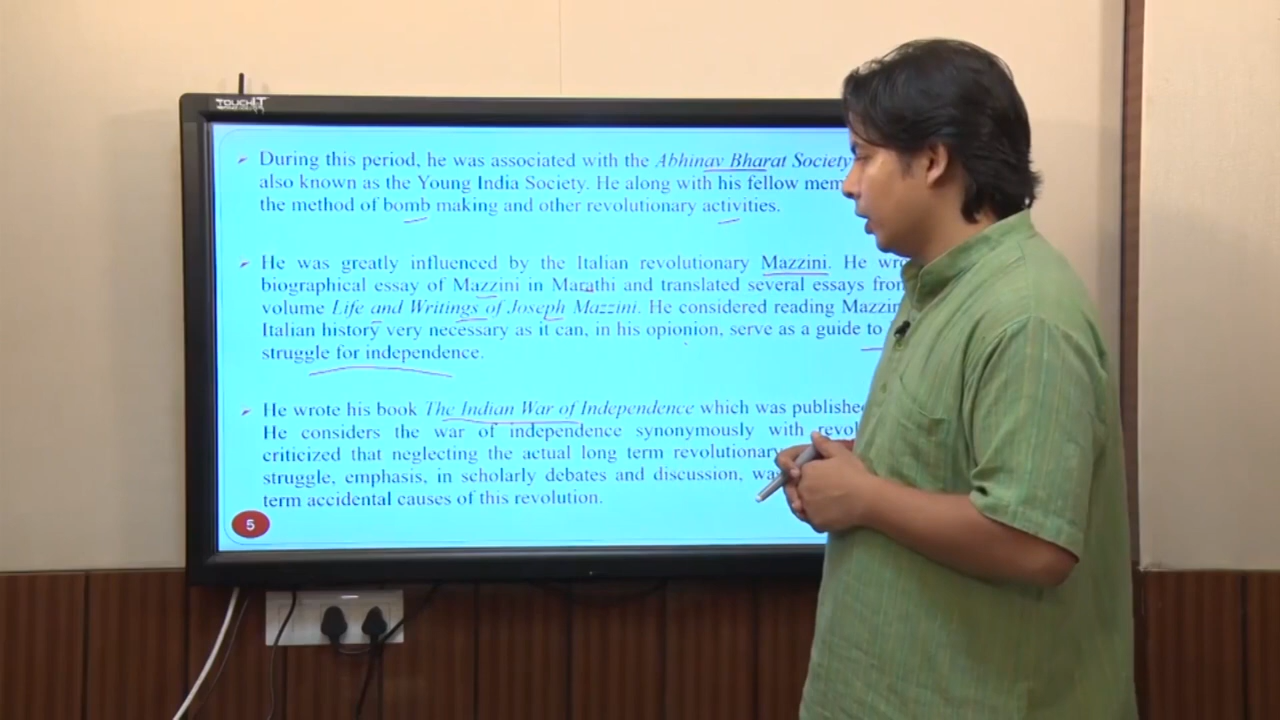 TOUCHIT
During this period, he was associated with the Abhinav Bharat Society
also known as the Young India Society. He along with his fellow mem
the method of bomb making and other revolutionary activities.
He was greatly influenced by the Italian revolutionary Mazzini. He wro
biographical essay of Mazzini in Marathi and translated several essays from
volume Life and Writings of Joseph Mazzini. He considered reading Mazzin
Italian history very necessary as it can, in his opionion, serve as a guide to
struggle for independence.
He wrote his book The Indian War of Independence which was published
He considers the war of independence synonymously with revol
criticized that neglecting the actual long term revolutionary
struggle, emphasis, in scholarly debates and discussion, was
term accidental causes of this revolution.
5